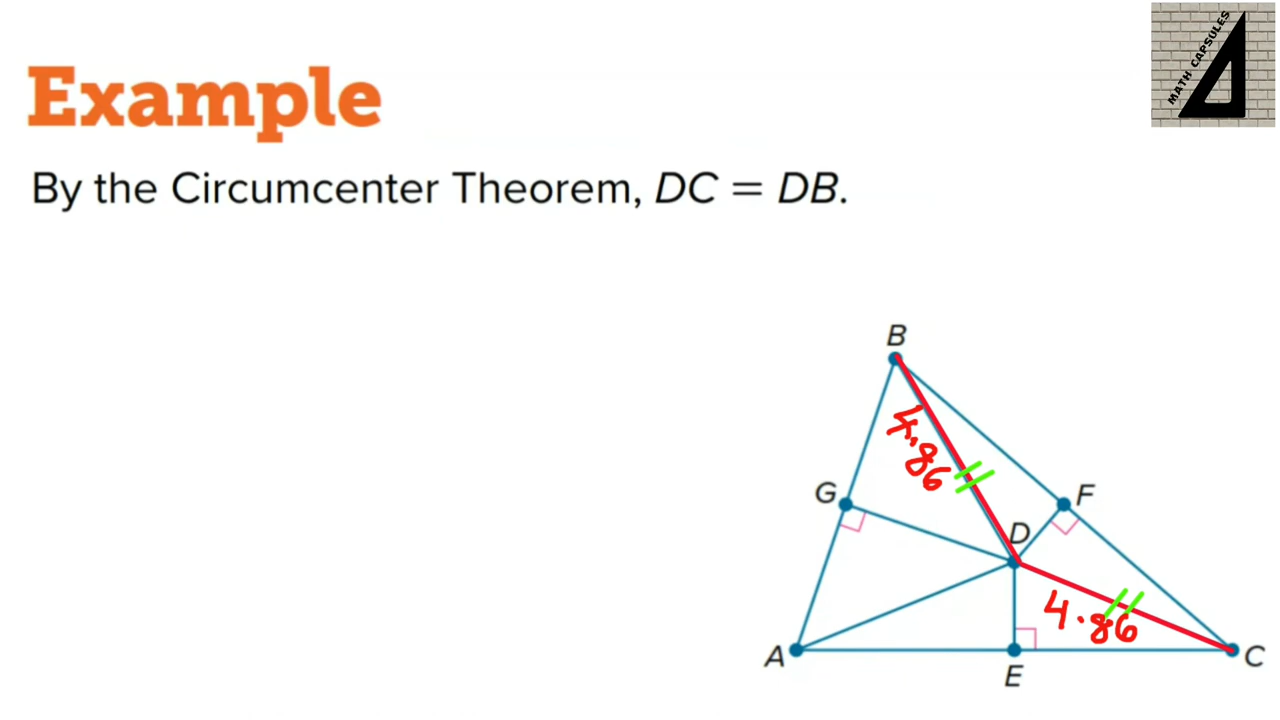 MATH CAPSULES
Example
By the Circumcenter Theorem, DC = DB.
B
4.86
G
F
D
4.86
A
E
C